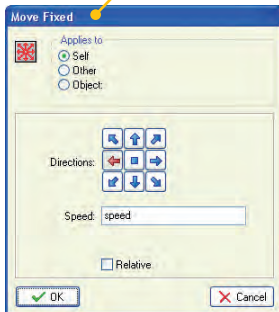 Move Fixed
Applies to
Self
Other
Object:
Directions:
Speed: speed
Relative
OK Cancel